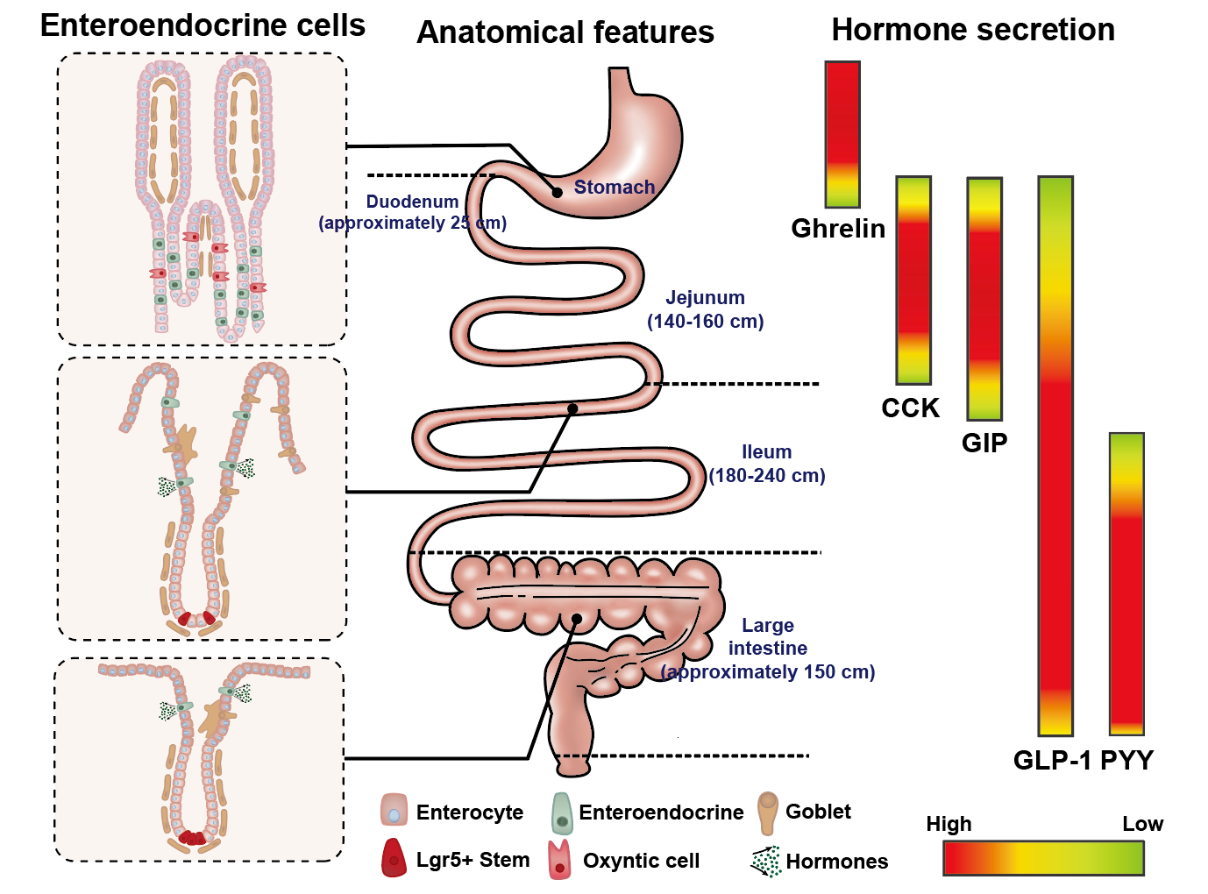 Enteroendocrine cells
Anatomical features
Hormone secretion
Stomach
Duodenum
(approximately 25 cm)
Jejunum
(140-160 cm)
Ileum
(180-240 cm)
Large
intestine
(approximately 150 cm)
Ghrelin
CCK
GIP
GLP-1
PYY
Enterocyte
Enteroendocrine
Goblet
Lgr5+ Stem
Oxyntic cell
Hormones
High
Low